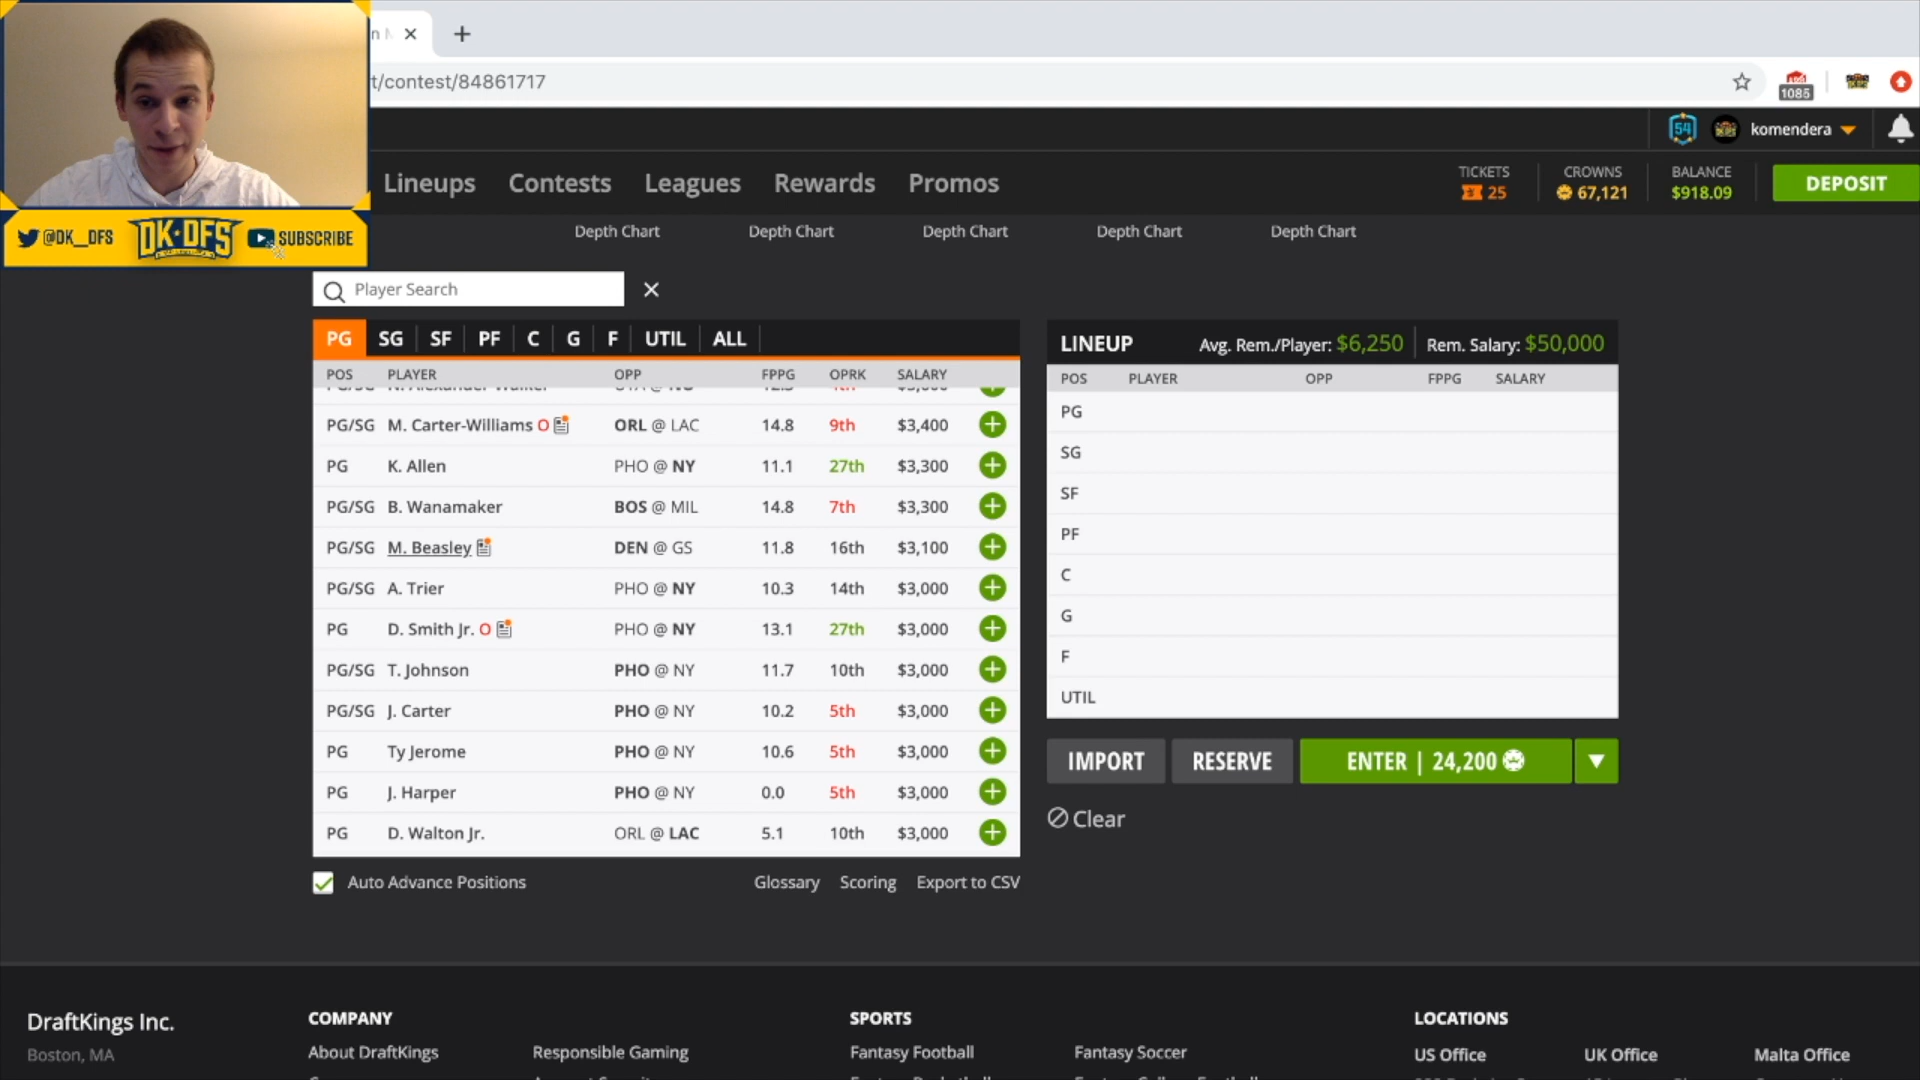 t/contest/84861717
1085
54
komendera
Lineups Contests Leagues Rewards Promos
TICKETS 25
CROWNS 67,121
BALANCE $918.09
DEPOSIT
@DK__DFS DK DFS SUBSCRIBE
Depth Chart Depth Chart Depth Chart Depth Chart Depth Chart
Player Search
PG SG SF PF C G F UTIL ALL
POS PLAYER OPP FPPG OPRK SALARY
PG/SG M. Carter-Williams O ORL @ LAC 14.8 9th $3,400
PG K. Allen PHO @ NY 11.1 27th $3,300
PG/SG B. Wanamaker BOS @ MIL 14.8 7th $3,300
PG/SG M. Beasley DEN @ GS 11.8 16th $3,100
PG/SG A. Trier PHO @ NY 10.3 14th $3,000
PG D. Smith Jr. O PHO @ NY 13.1 27th $3,000
PG/SG T. Johnson PHO @ NY 11.7 10th $3,000
PG/SG J. Carter PHO @ NY 10.2 5th $3,000
PG Ty Jerome PHO @ NY 10.6 5th $3,000
PG J. Harper PHO @ NY 0.0 5th $3,000
PG D. Walton Jr. ORL @ LAC 5.1 10th $3,000
Auto Advance Positions
Glossary Scoring Export to CSV
LINEUP Avg. Rem./Player: $6,250 Rem. Salary: $50,000
POS PLAYER OPP FPPG SALARY
PG
SG
SF
PF
C
G
F
UTIL
IMPORT RESERVE ENTER | 24,200
Clear
DraftKings Inc.
Boston, MA
COMPANY
About DraftKings Responsible Gaming
SPORTS
Fantasy Football Fantasy Soccer
LOCATIONS
US Office UK Office Malta Office